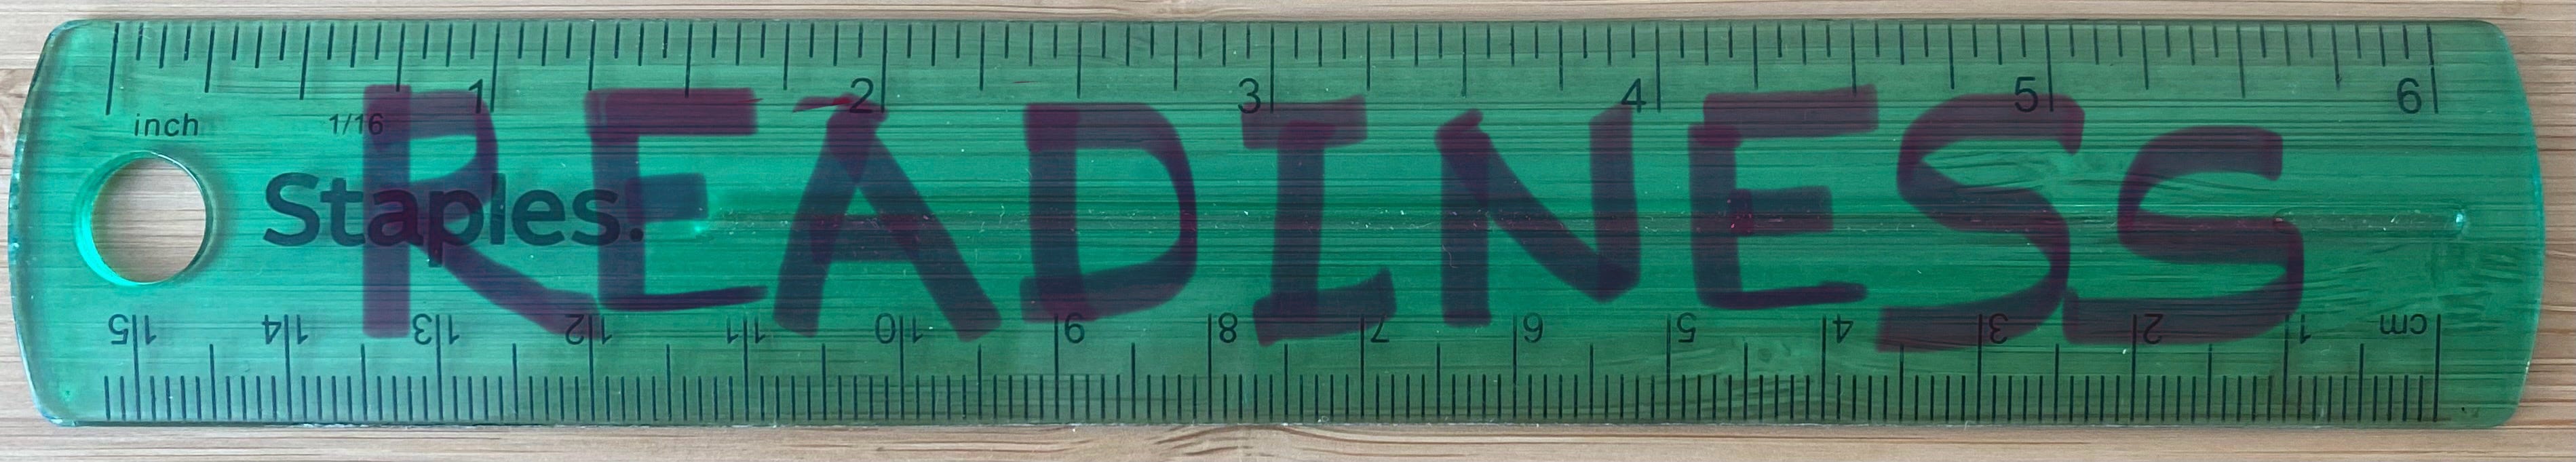 1 2 3 4 5 6
inch 1/16
READINESS
Staples.
15 14 13 12 11 10 9 8 7 6 5 4 3 2 1 cm